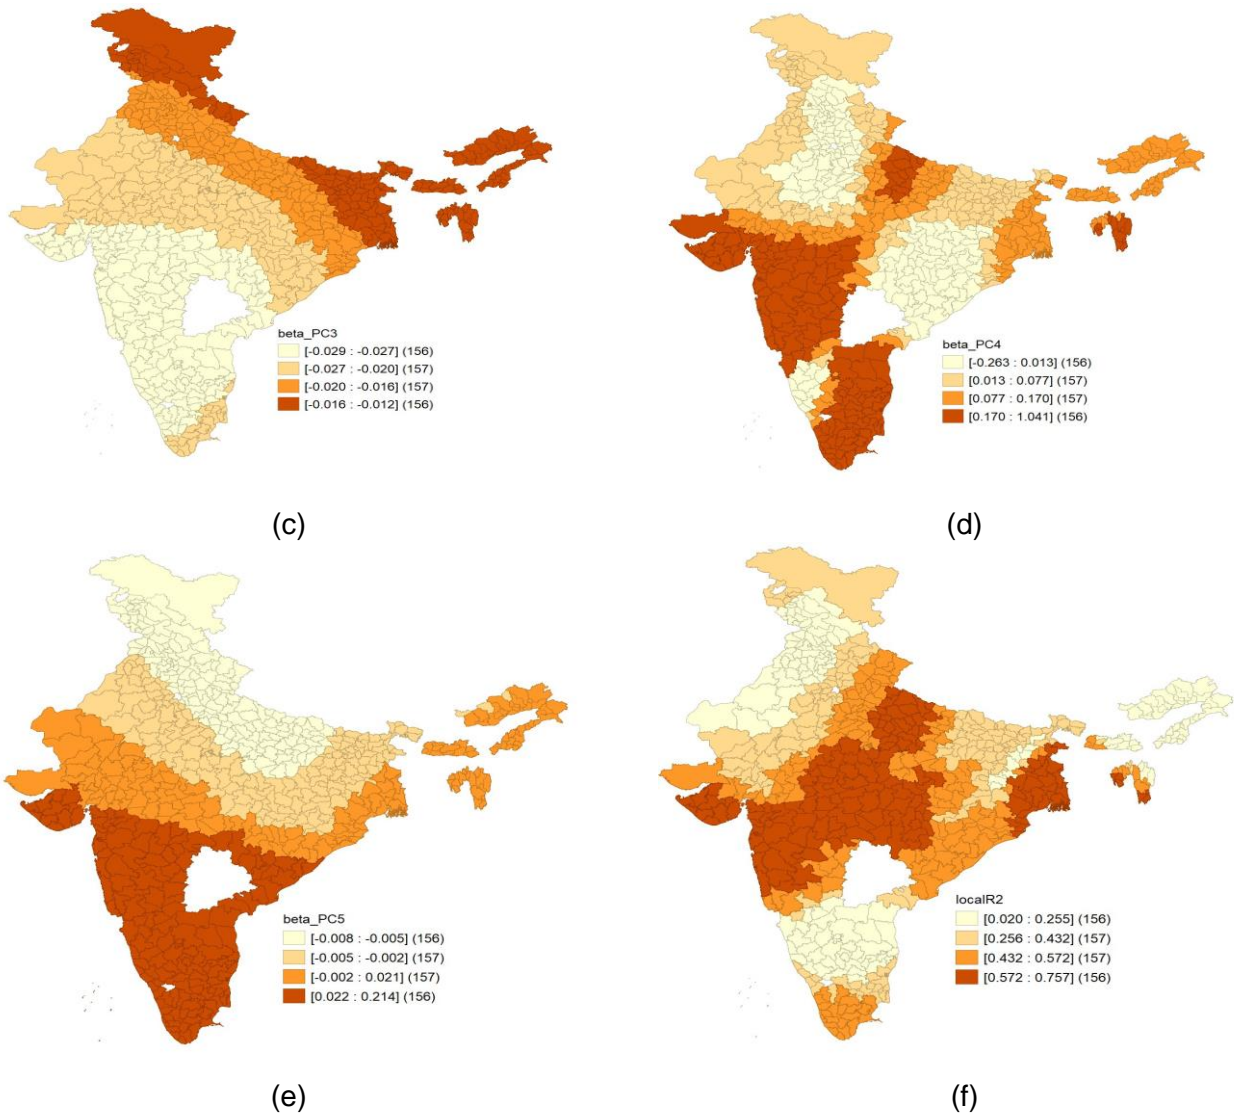 beta_PC3
[-0.029 : -0.027] (156)
[-0.027 : -0.020] (157)
[-0.020 : -0.016] (157)
[-0.016 : -0.012] (156)
beta_PC4
[-0.263 : 0.013] (156)
[0.013 : 0.077] (157)
[0.077 : 0.170] (157)
[0.170 : 1.041] (156)
(c)
(d)
beta_PC5
[-0.008 : -0.005] (156)
[-0.005 : -0.002] (157)
[-0.002 : 0.021] (157)
[0.022 : 0.214] (156)
localR2
[0.020 : 0.255] (156)
[0.256 : 0.432] (157)
[0.432 : 0.572] (157)
[0.572 : 0.757] (156)
(e)
(f)